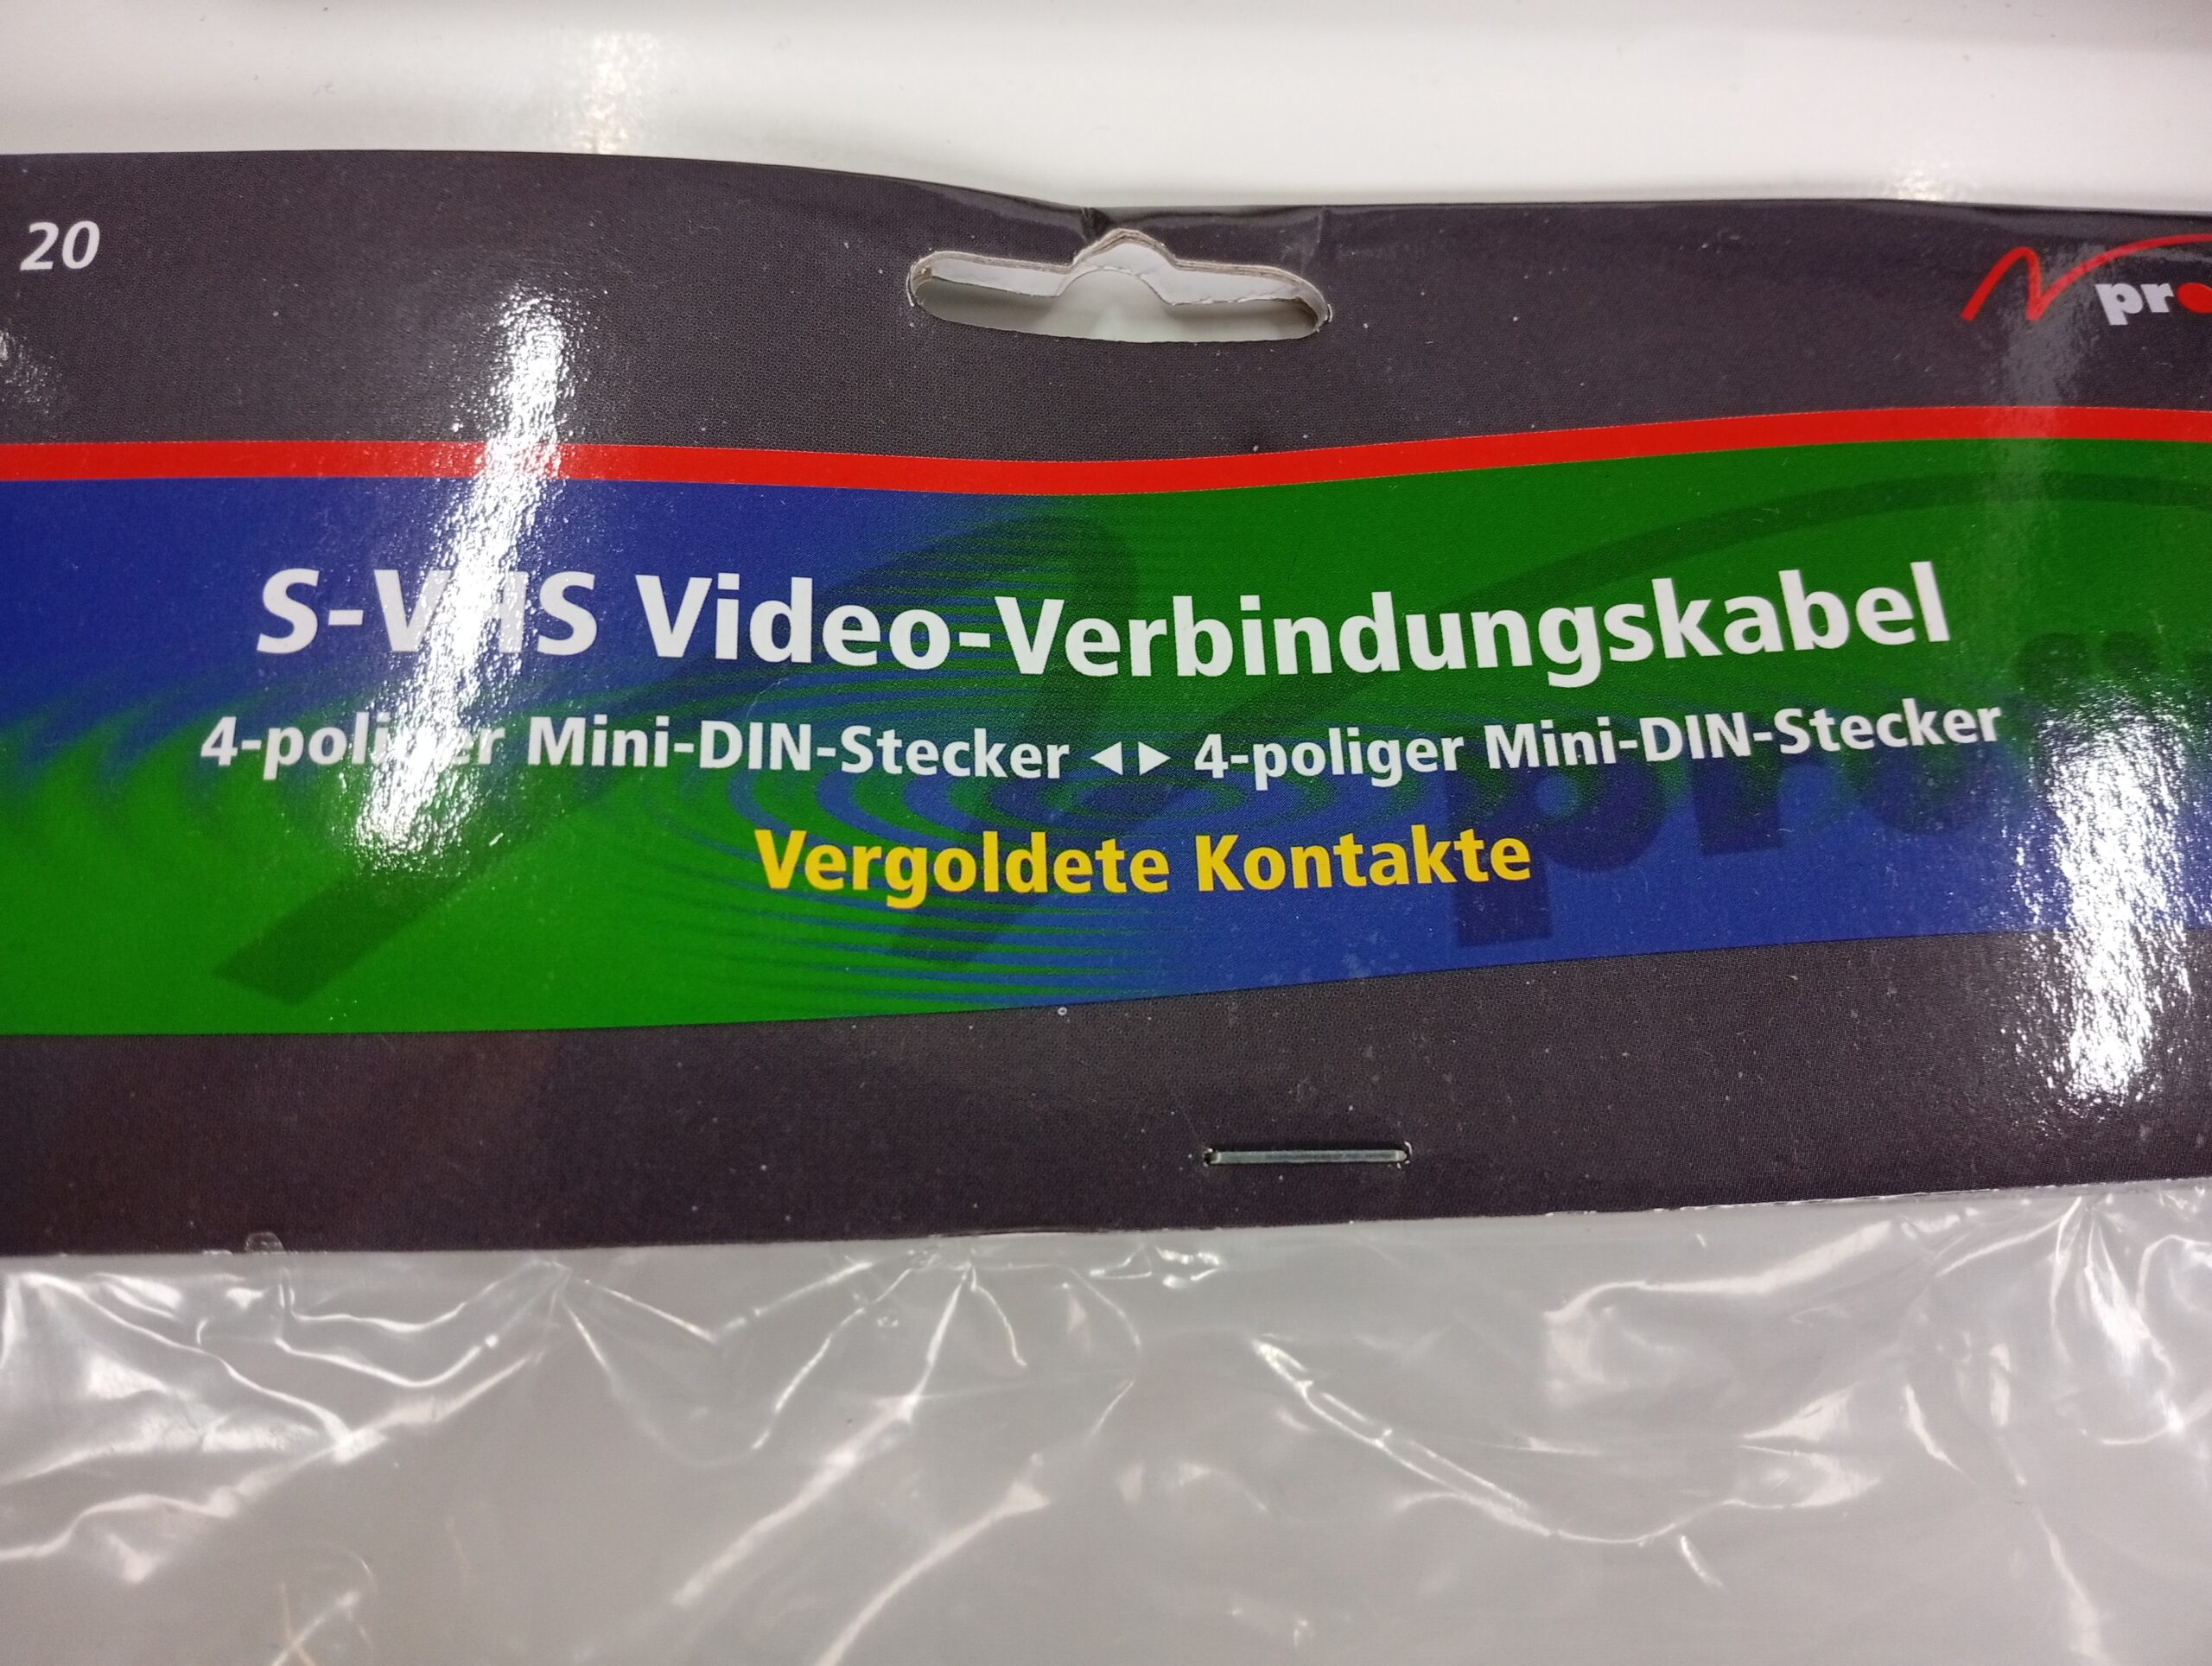 20
S-VHS Video-Verbindungskabel
4-poliger Mini-DIN-Stecker ◄► 4-poliger Mini-DIN-Stecker
Vergoldete Kontakte